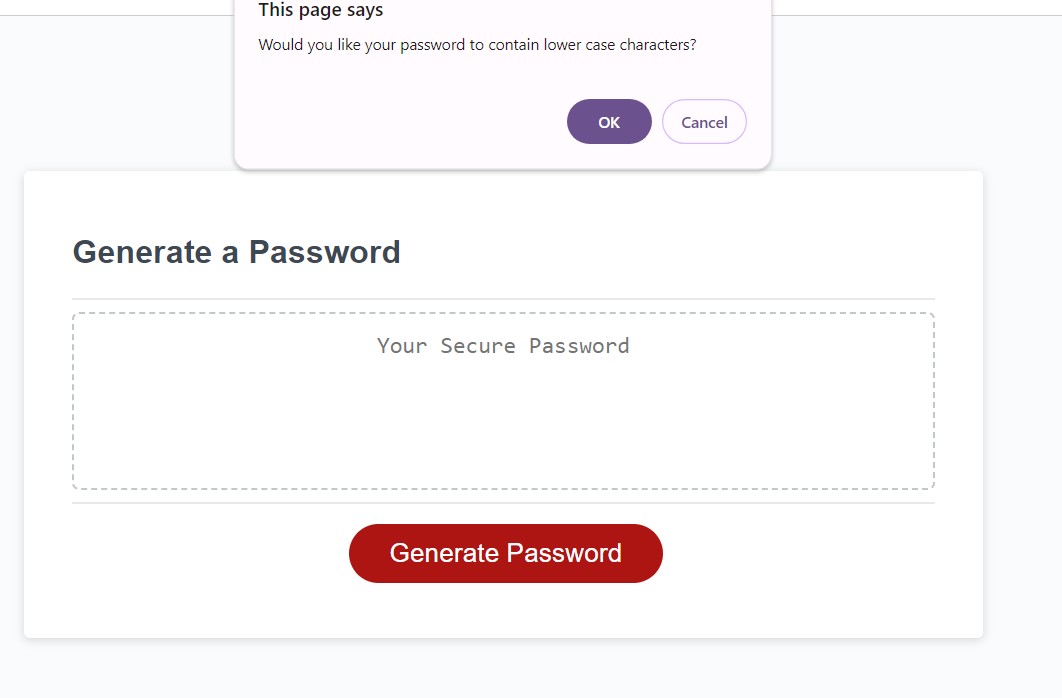 This page says
Would you like your password to contain lower case characters?
OK
Cancel
Generate a Password
Your Secure Password
Generate Password